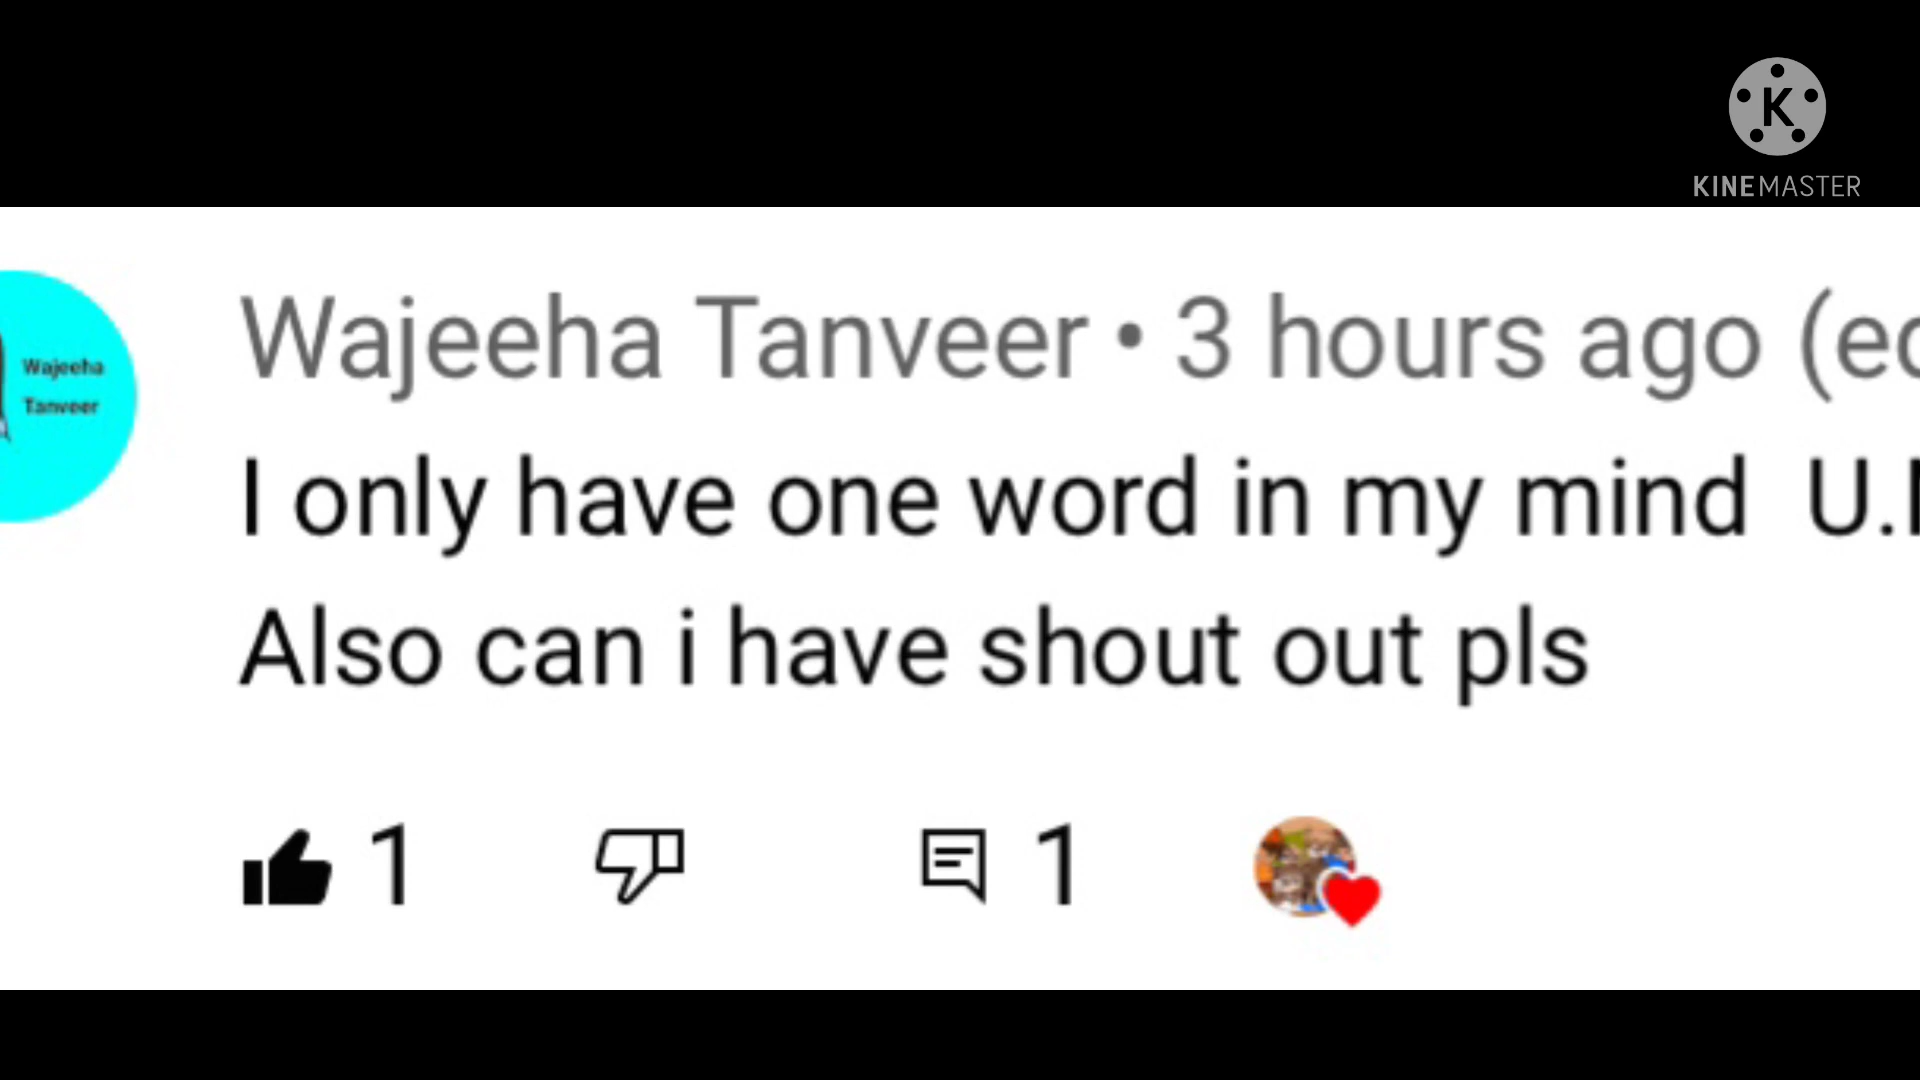 KINEMASTER
Wajeeha
Tanveer
Wajeeha Tanveer • 3 hours ago
I only have one word in my mind
Also can i have shout out pls
1
1